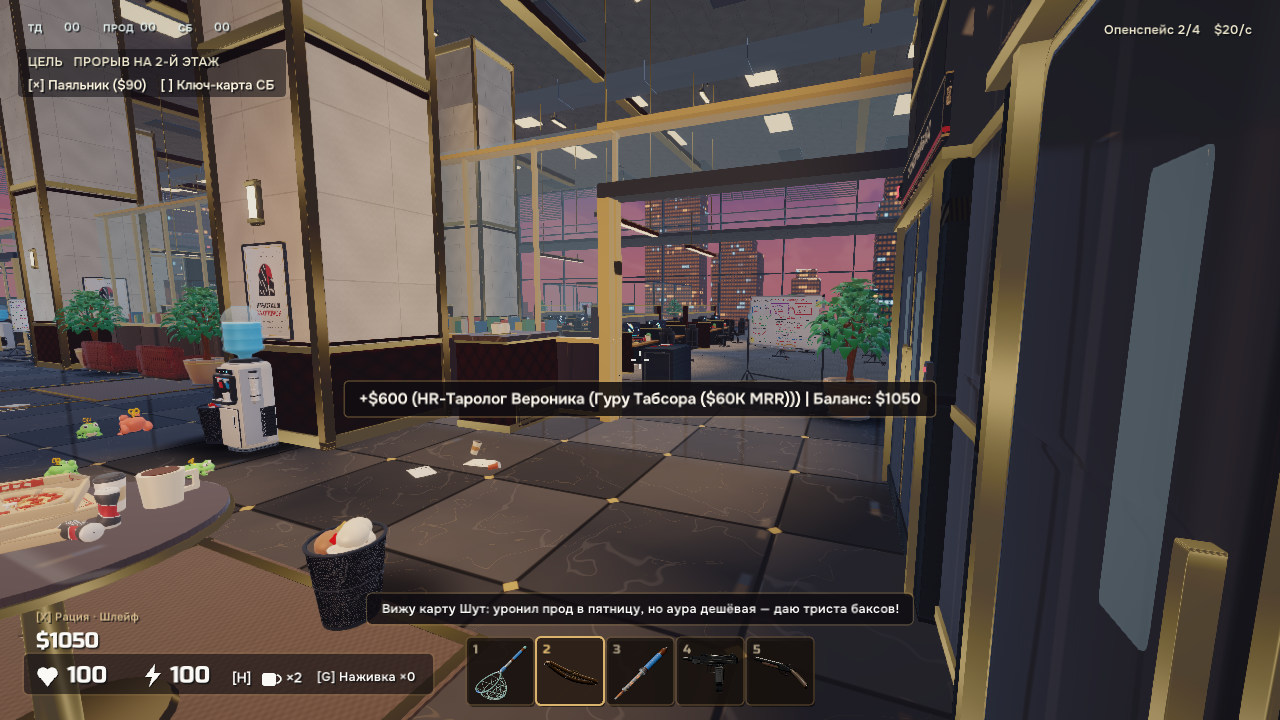 ТД 00 ПРОД 00 СБ 00
Опенспейс 2/4 $20/с
ЦЕЛЬ ПРОРЫВ НА 2-Й ЭТАЖ
[×] Паяльник ($90) [ ] Ключ-карта СБ
+$600 (HR-Таролог Вероника (Гуру Табсора ($60K MRR))) | Баланс: $1050
Вижу карту Шут: уронил прод в пятницу, но аура дешёвая — даю триста баксов!
[X] Рация · Шлейф
$1050
100 100 [H] ×2 [G] Наживка ×0
1 2 3 4 5